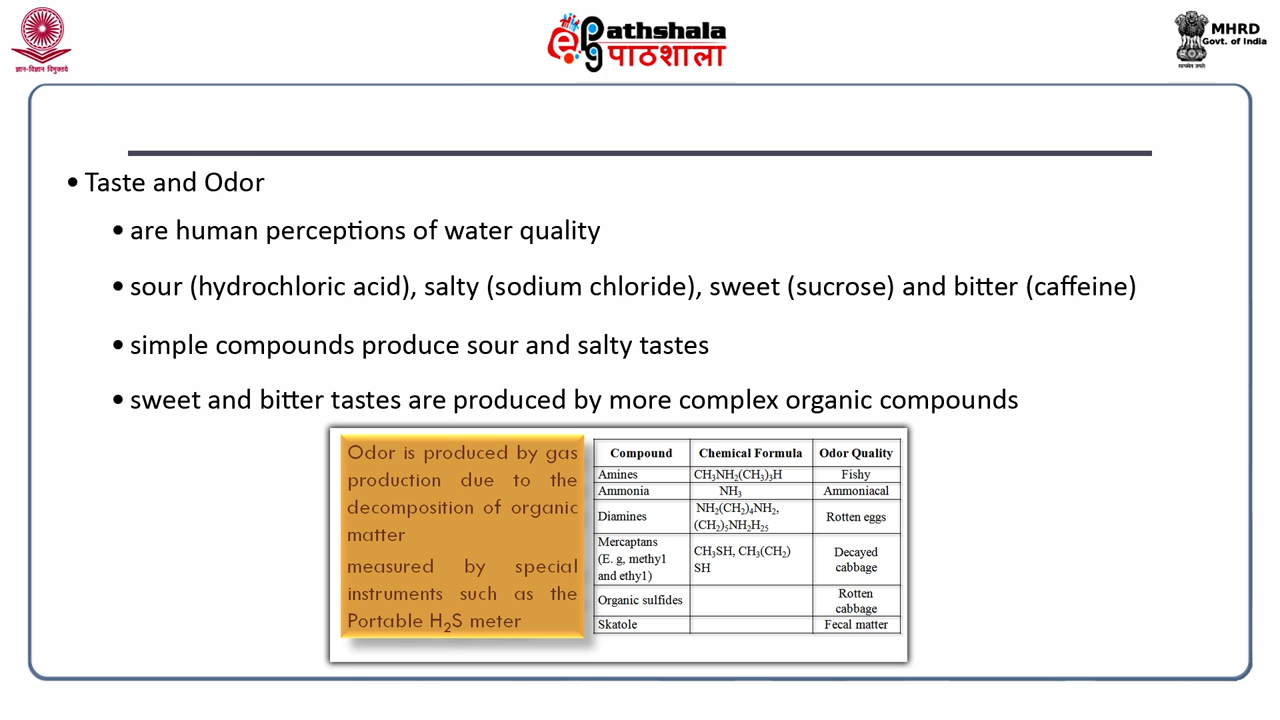 ज्ञान-विज्ञान विमुक्तये
ePGpathshala
पाठशाला
MHRD
Govt. of India
सत्यमेव जयते
• Taste and Odor
• are human perceptions of water quality
• sour (hydrochloric acid), salty (sodium chloride), sweet (sucrose) and bitter (caffeine)
• simple compounds produce sour and salty tastes
• sweet and bitter tastes are produced by more complex organic compounds
Odor is produced by gas
production due to the
decomposition of organic
matter
measured by special
instruments such as the
Portable H₂S meter
Compound Chemical Formula Odor Quality
Amines CH₃NH₂(CH₃)₃H Fishy
Ammonia NH₃ Ammoniacal
Diamines NH₂(CH₂)₄NH₂, (CH₂)₅NH₂H₂₅ Rotten eggs
Mercaptans (E. g, methy1 and ethy1) CH₃SH, CH₃(CH₂) SH Decayed cabbage
Organic sulfides Rotten cabbage
Skatole Fecal matter